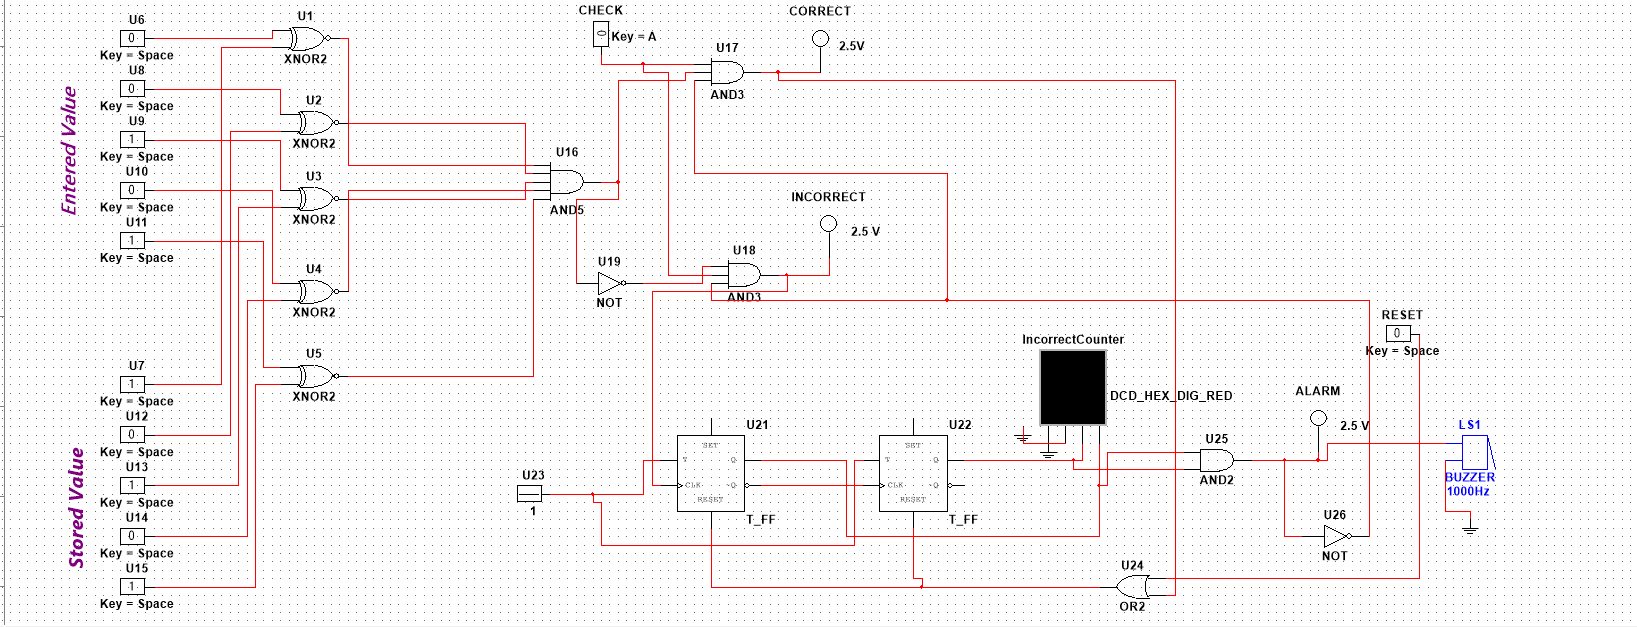 U6
0
Key = Space
U8
0
Key = Space
U9
1
Key = Space
U10
0
Key = Space
U11
1
Key = Space
Entered Value
U7
1
Key = Space
U12
0
Key = Space
U13
1
Key = Space
U14
0
Key = Space
U15
1
Key = Space
Stored Value
U1
XNOR2
U2
XNOR2
U3
XNOR2
U4
XNOR2
U5
XNOR2
U16
AND5
CHECK
0
Key = A
U17
AND3
CORRECT
2.5V
INCORRECT
2.5 V
U18
AND3
U19
NOT
RESET
0
Key = Space
IncorrectCounter
DCD_HEX_DIG_RED
ALARM
2.5 V
U21
SET
T
Q
CLK
~Q
RESET
T_FF
U22
SET
T
Q
CLK
~Q
RESET
T_FF
U23
1
U25
AND2
LS1
BUZZER
1000Hz
U26
NOT
U24
OR2